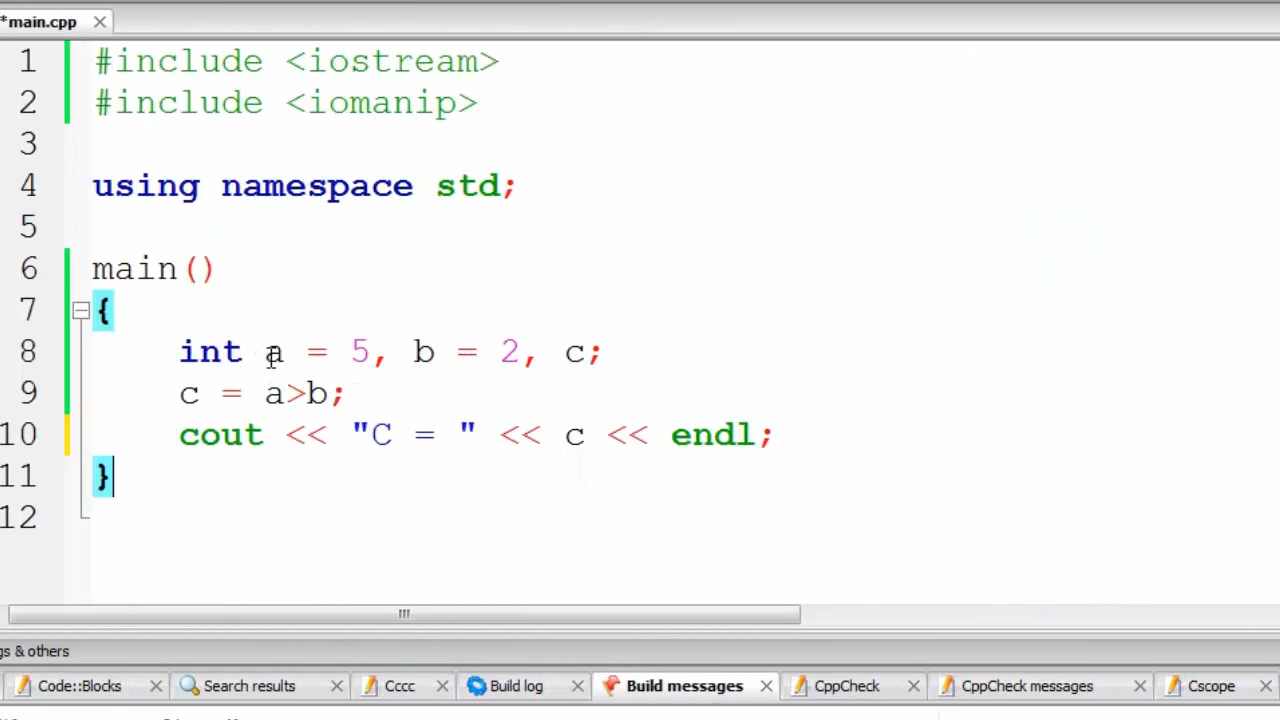 *main.cpp
1 #include <iostream>
2 #include <iomanip>
3
4 using namespace std;
5
6 main()
7 {
8 int a = 5, b = 2, c;
9 c = a>b;
10 cout << "C = " << c << endl;
11 }
12
gs & others
Code::Blocks Search results Cccc Build log Build messages CppCheck CppCheck messages Cscope